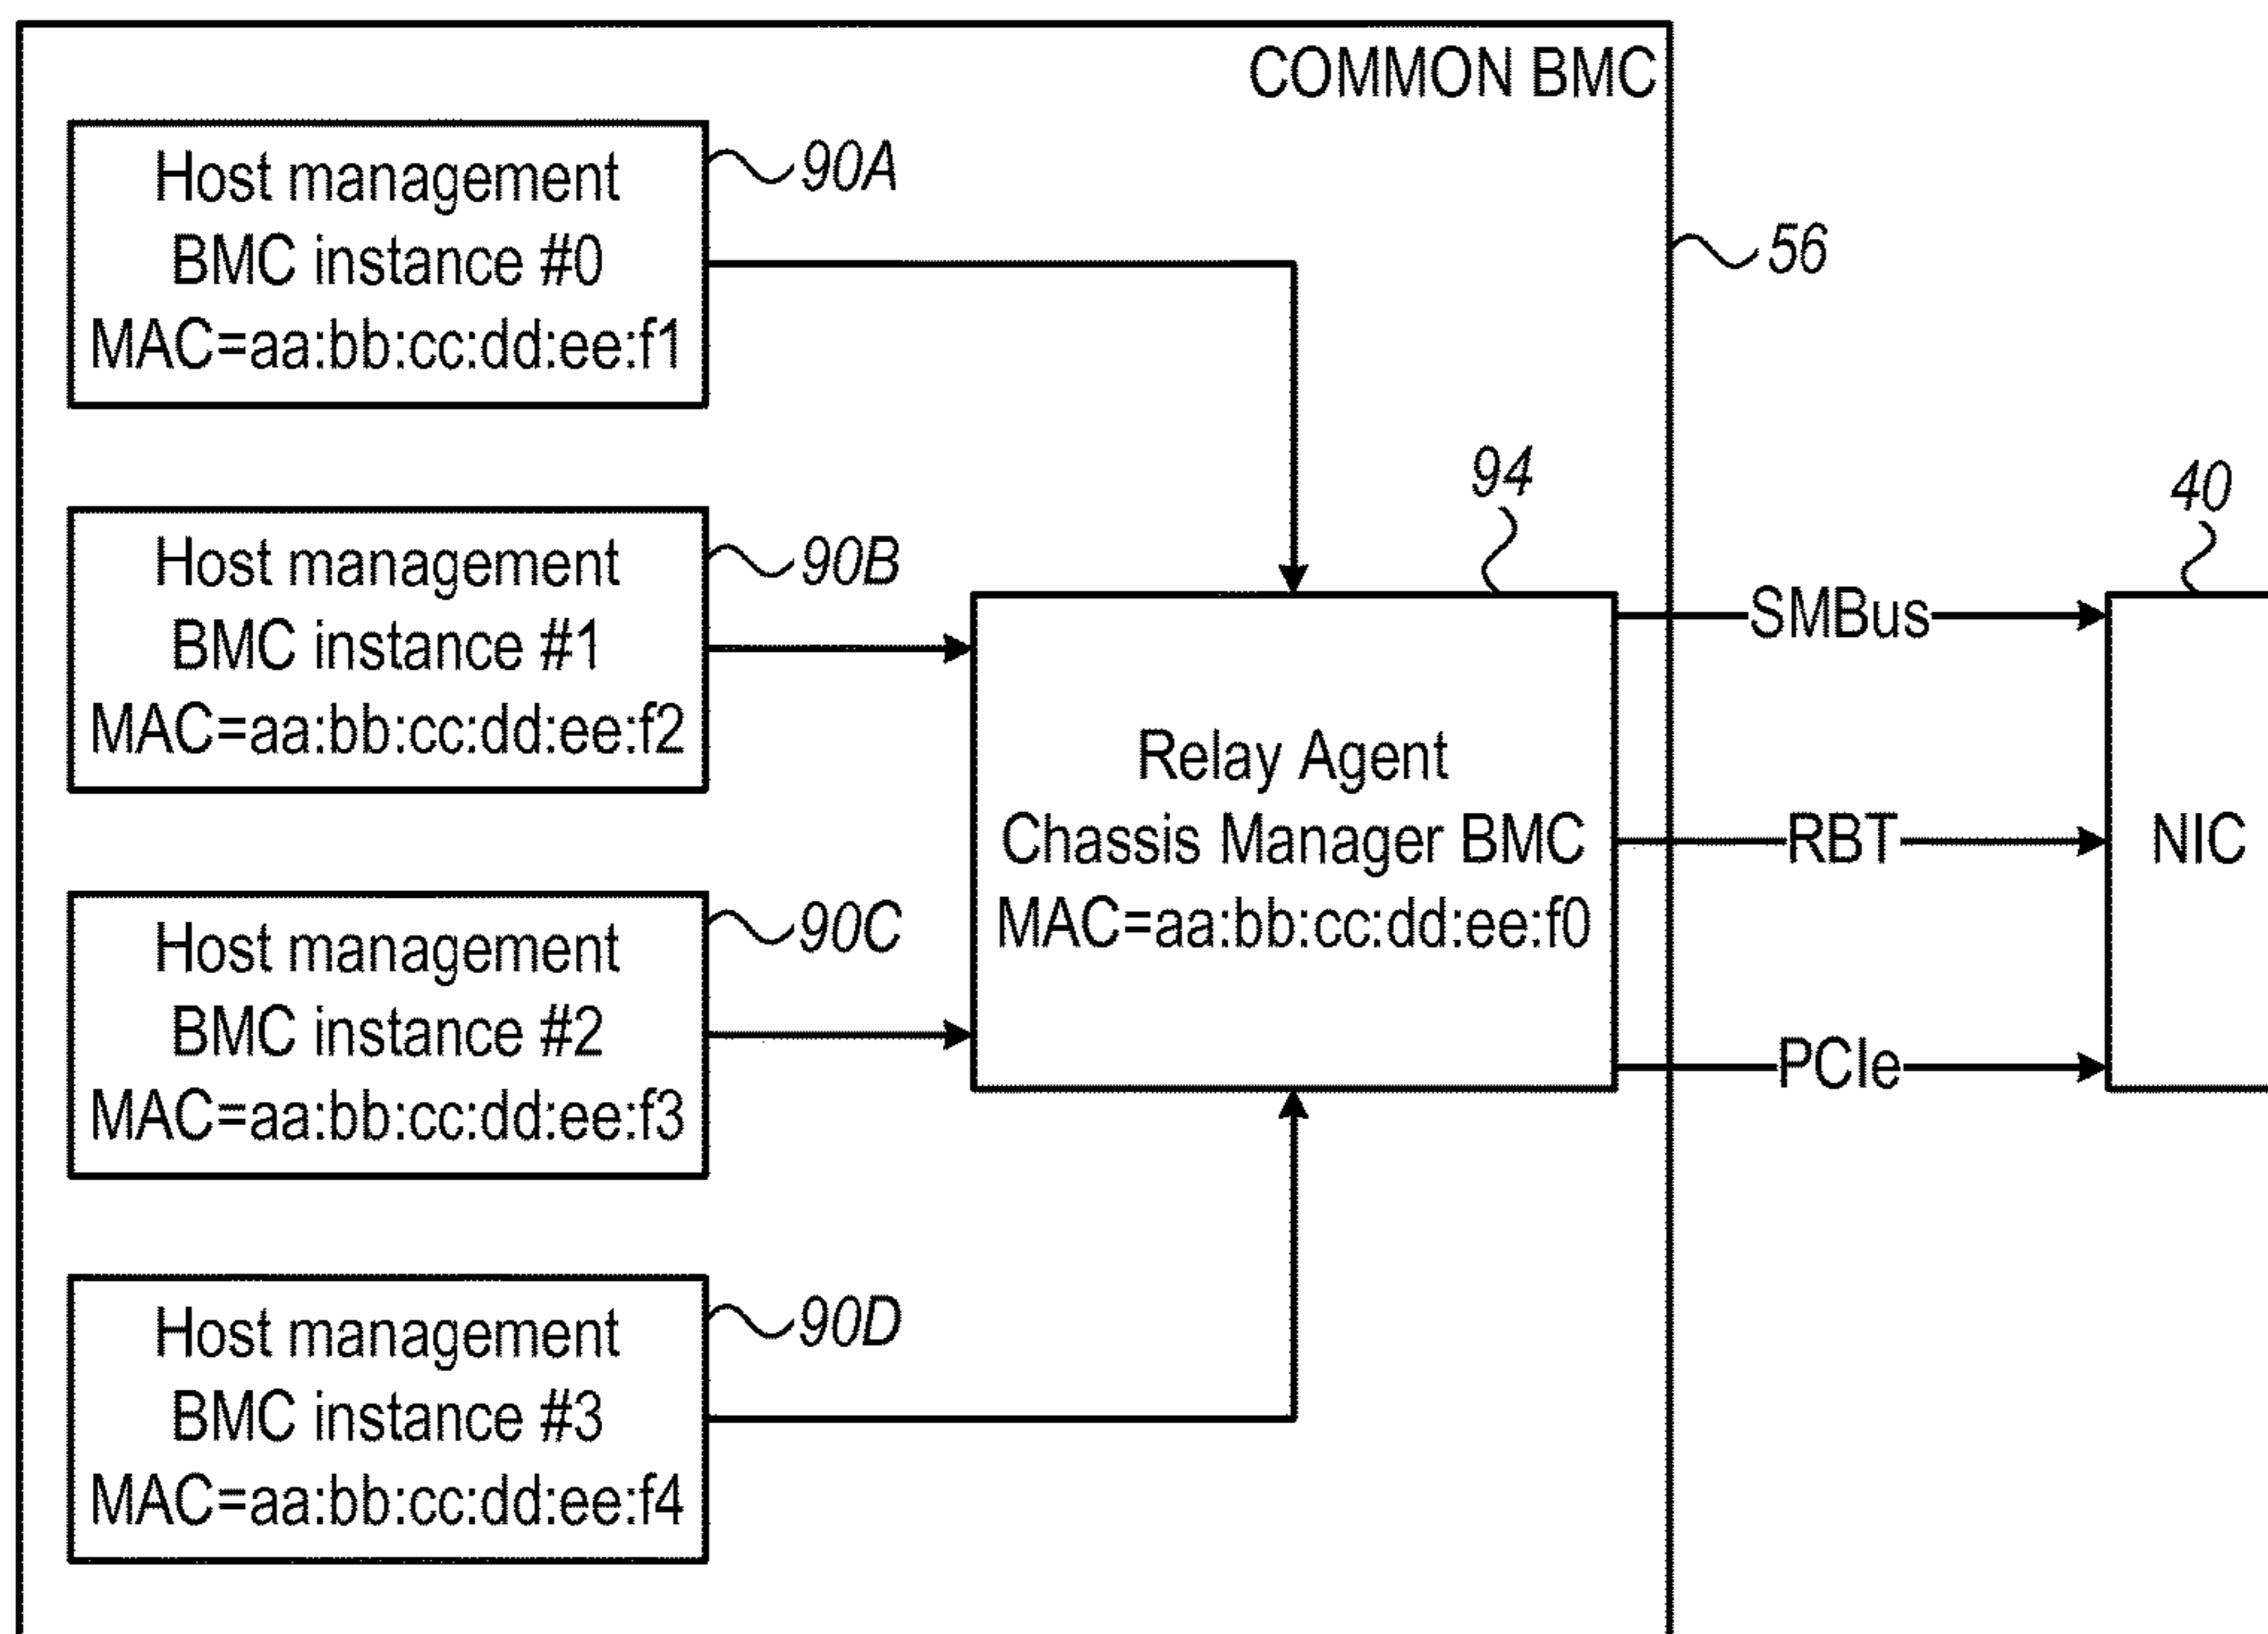 COMMON BMC
Host management
BMC instance #0
MAC=aa:bb:cc:dd:ee:f1
90A
56
Host management
BMC instance #1
MAC=aa:bb:cc:dd:ee:f2
90B
94
40
Relay Agent
Chassis Manager BMC
MAC=aa:bb:cc:dd:ee:f0
SMBus
RBT
PCIe
NIC
Host management
BMC instance #2
MAC=aa:bb:cc:dd:ee:f3
90C
Host management
BMC instance #3
MAC=aa:bb:cc:dd:ee:f4
90D